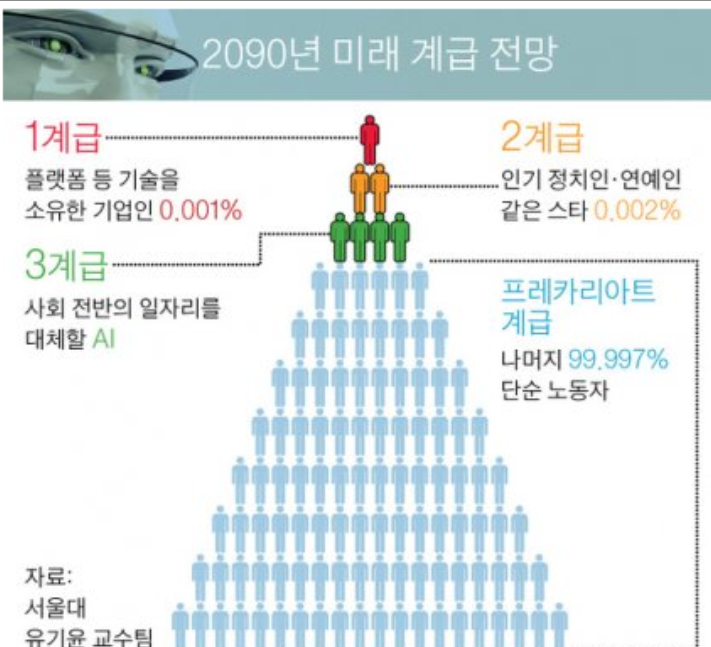 2090년 미래 계급 전망
1계급
플랫폼 등 기술을
소유한 기업인 0.001%
2계급
인기 정치인·연예인
같은 스타 0.002%
3계급
사회 전반의 일자리를
대체할 AI
프레카리아트
계급
나머지 99.997%
단순 노동자
자료:
서울대
유기윤 교수팀